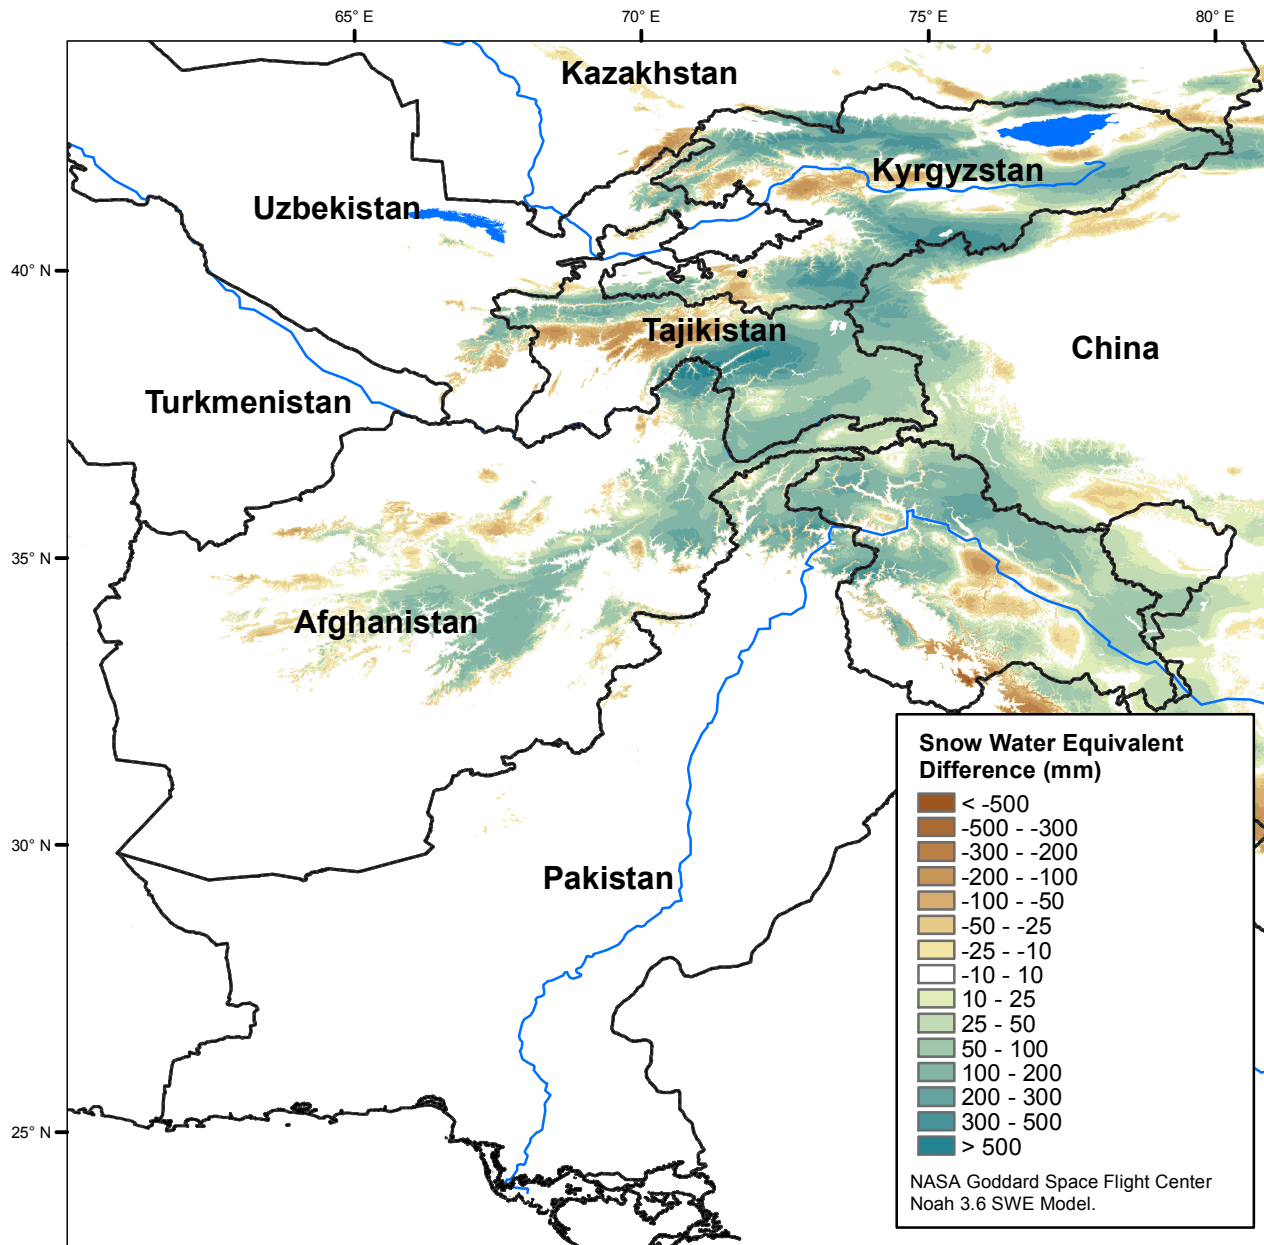 65° E
70° E
75° E
80° E
Kazakhstan
Kyrgyzstan
Uzbekistan
40° N
Tajikistan
China
Turkmenistan
35° N
Afghanistan
30° N
Pakistan
25° N
Snow Water Equivalent
Difference (mm)
< -500
-500 - -300
-300 - -200
-200 - -100
-100 - -50
-50 - -25
-25 - -10
-10 - 10
10 - 25
25 - 50
50 - 100
100 - 200
200 - 300
300 - 500
> 500
NASA Goddard Space Flight Center
Noah 3.6 SWE Model.